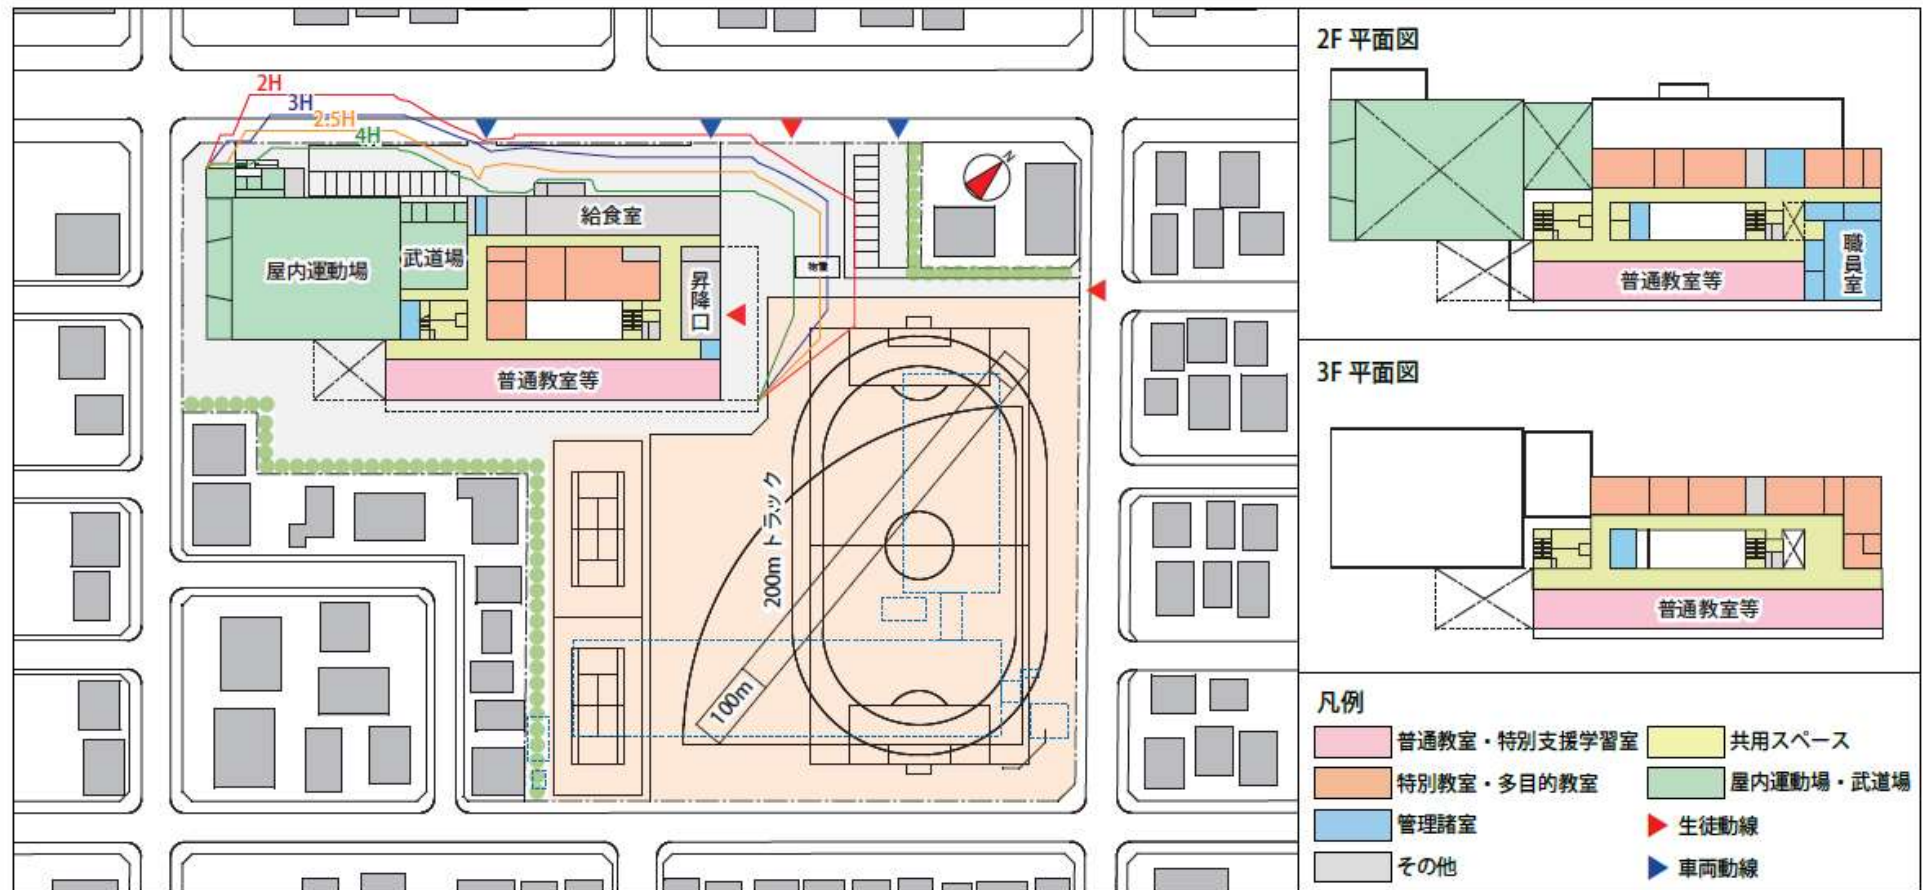 2H
3H
2.5H
4H
N
給食室
屋内運動場
武道場
昇降口
物置
普通教室等
200mトラック
100m
2F 平面図
職員室
普通教室等
3F 平面図
普通教室等
凡例
普通教室・特別支援学習室
共用スペース
特別教室・多目的教室
屋内運動場・武道場
管理諸室
生徒動線
その他
車両動線